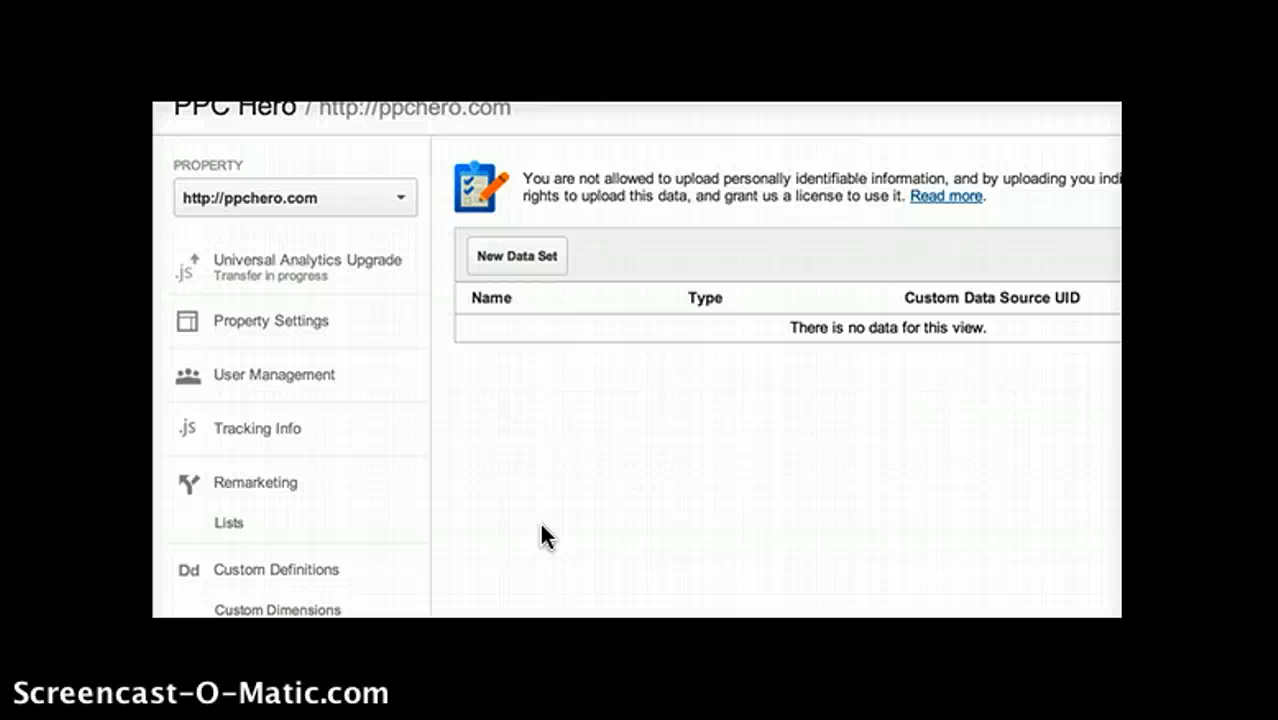 PPC Hero / http://ppchero.com
PROPERTY
http://ppchero.com
.js Universal Analytics Upgrade
Transfer in progress
Property Settings
User Management
.js Tracking Info
Remarketing
Lists
Dd Custom Definitions
Custom Dimensions
You are not allowed to upload personally identifiable information, and by uploading you indi
rights to upload this data, and grant us a license to use it. Read more.
New Data Set
Name Type Custom Data Source UID
There is no data for this view.
Screencast-O-Matic.com